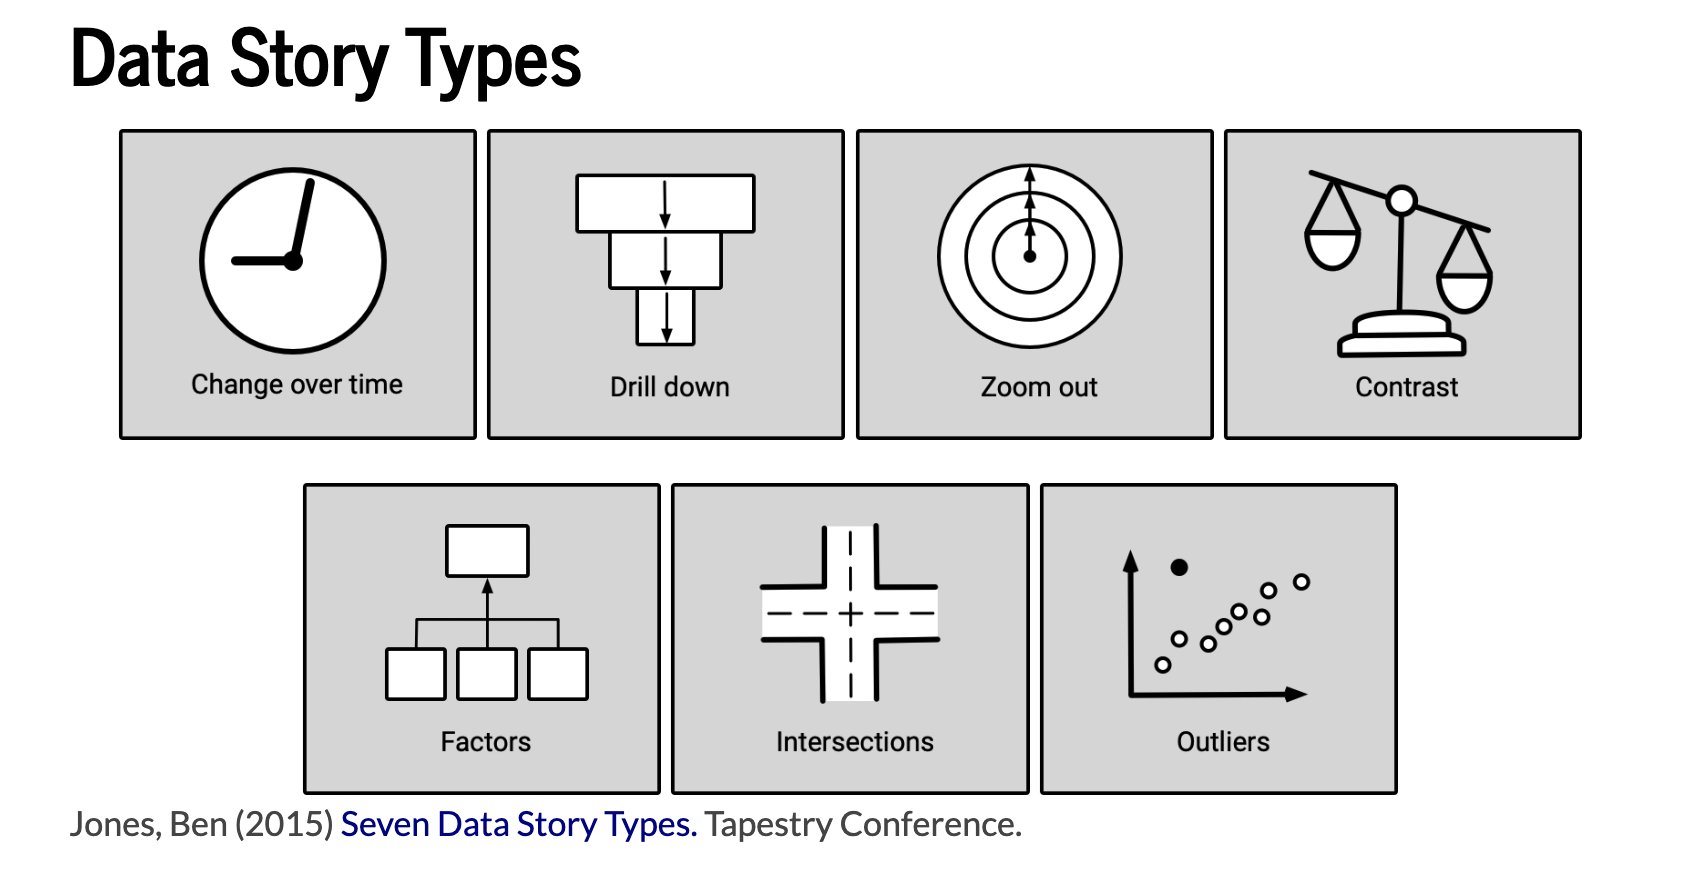 Data Story Types
Change over time
Drill down
Zoom out
Contrast
Factors
Intersections
Outliers
Jones, Ben (2015) Seven Data Story Types. Tapestry Conference.